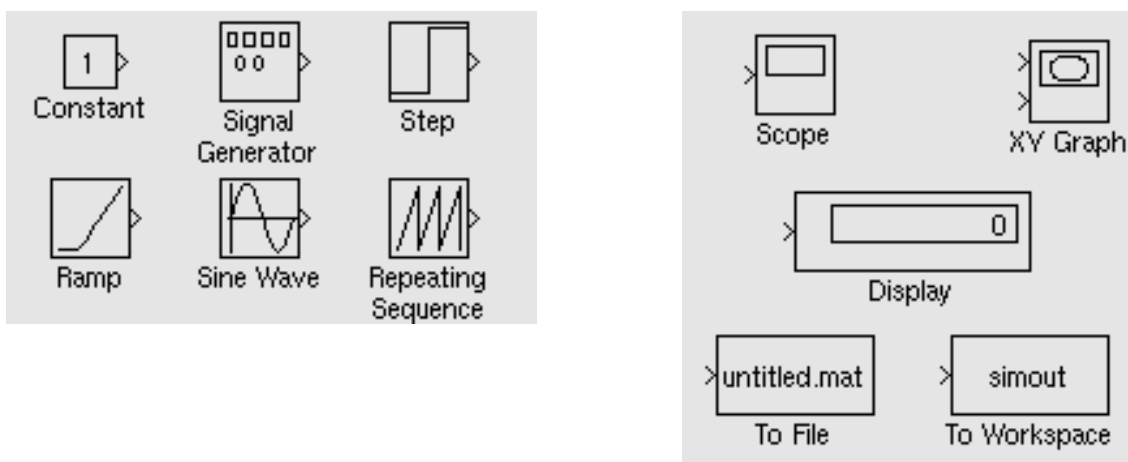 1
Constant
Signal
Generator
Step
Ramp
Sine Wave
Repeating
Sequence
Scope
XY Graph
0
Display
untitled.mat
To File
simout
To Workspace